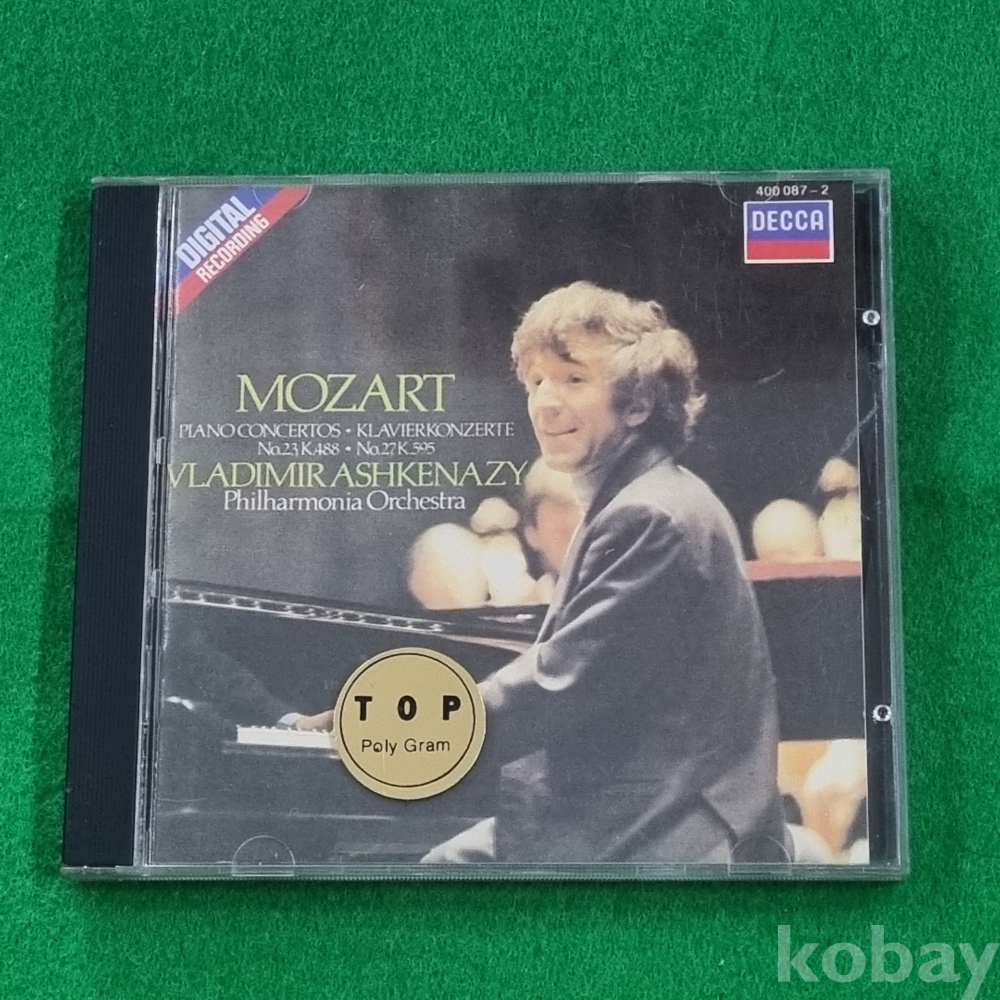 DIGITAL
RECORDING
400 087-2
DECCA
MOZART
PIANO CONCERTOS • KLAVIERKONZERTE
No.23, K.488 • No.27 K.595
VLADIMIR ASHKENAZY
Philharmonia Orchestra
TOP
Poly Gram
kobay